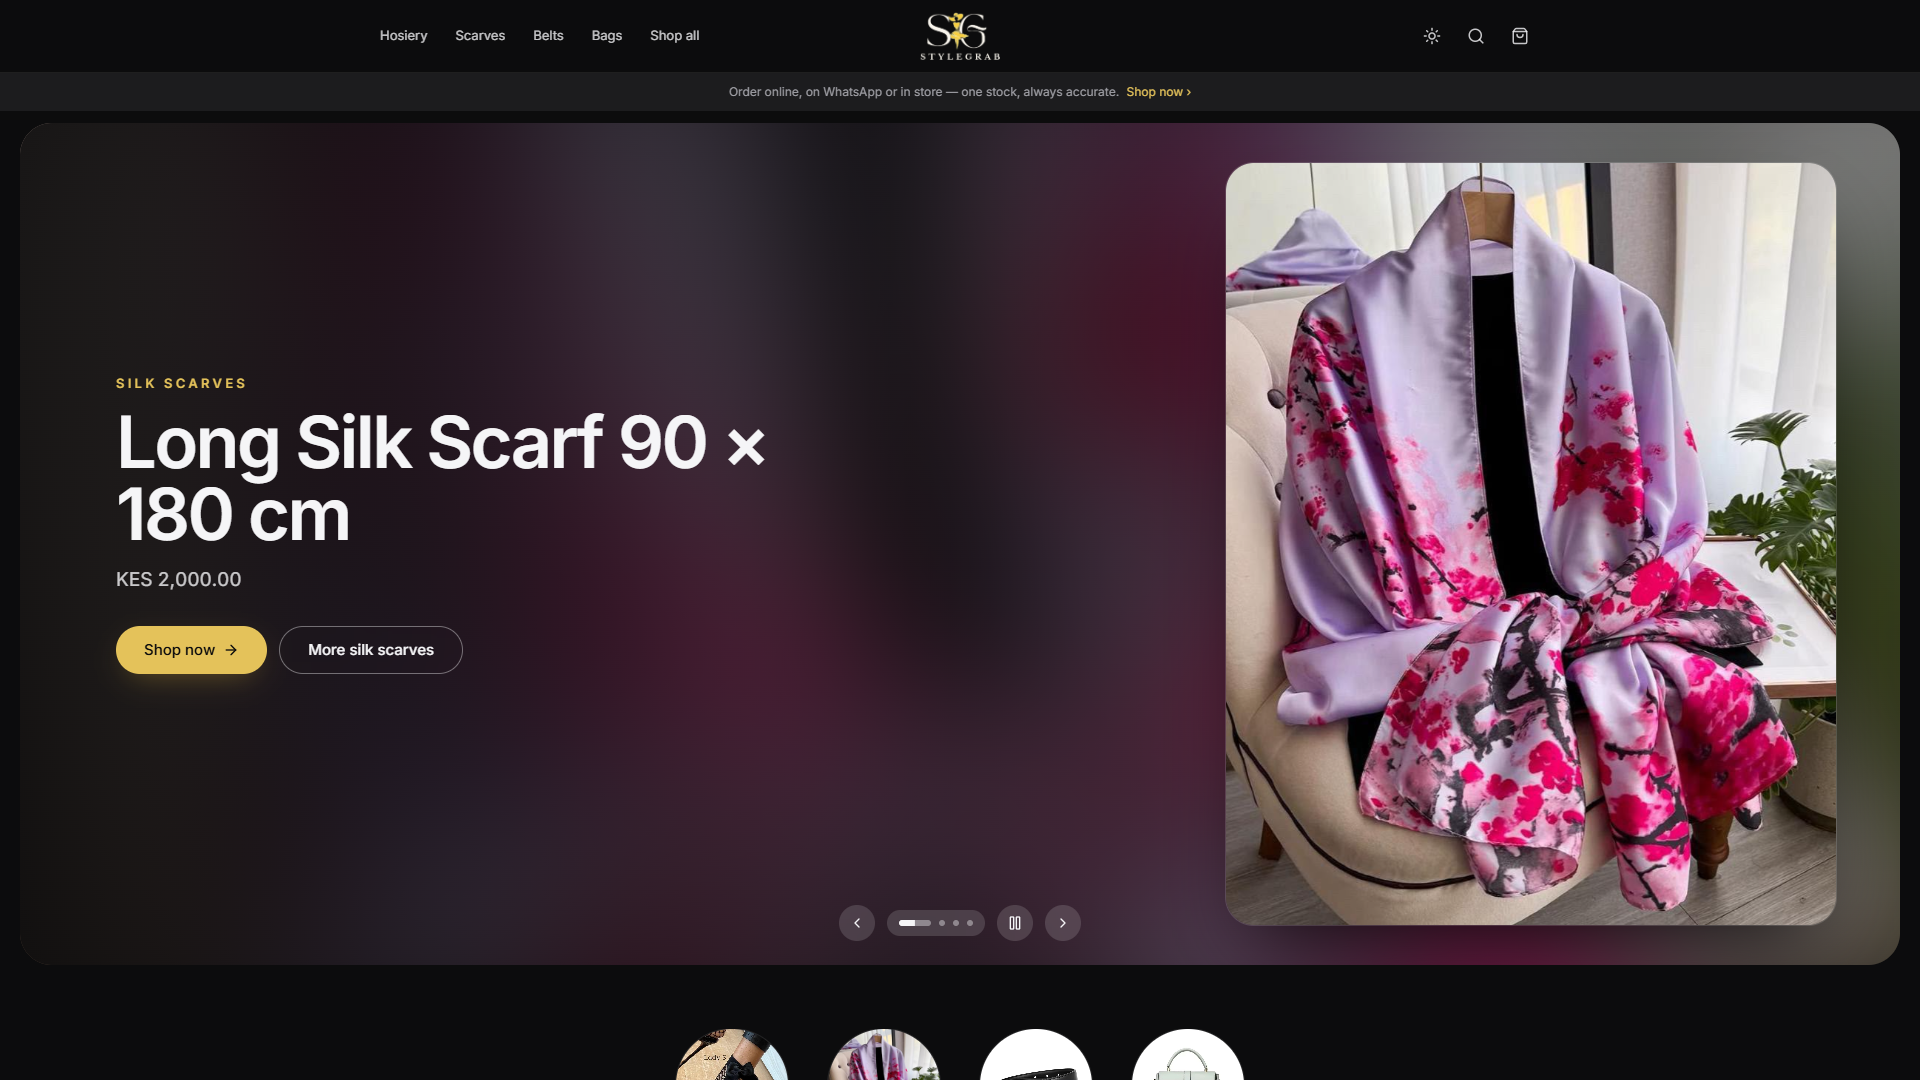 Hosiery
Scarves
Belts
Bags
Shop all
SG
STYLEGRAB
Order online, on WhatsApp or in store — one stock, always accurate. Shop now ›
SILK SCARVES
Long Silk Scarf 90 ×
180 cm
KES 2,000.00
Shop now →
More silk scarves